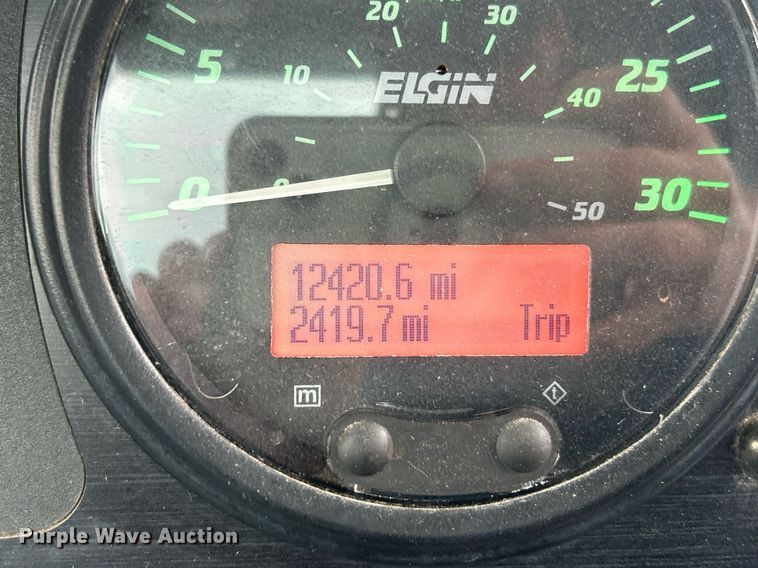 20 30
5 10 ELGIN 40 25
0 0 50 30
12420.6 mi
2419.7 mi Trip
m t
Purple Wave Auction